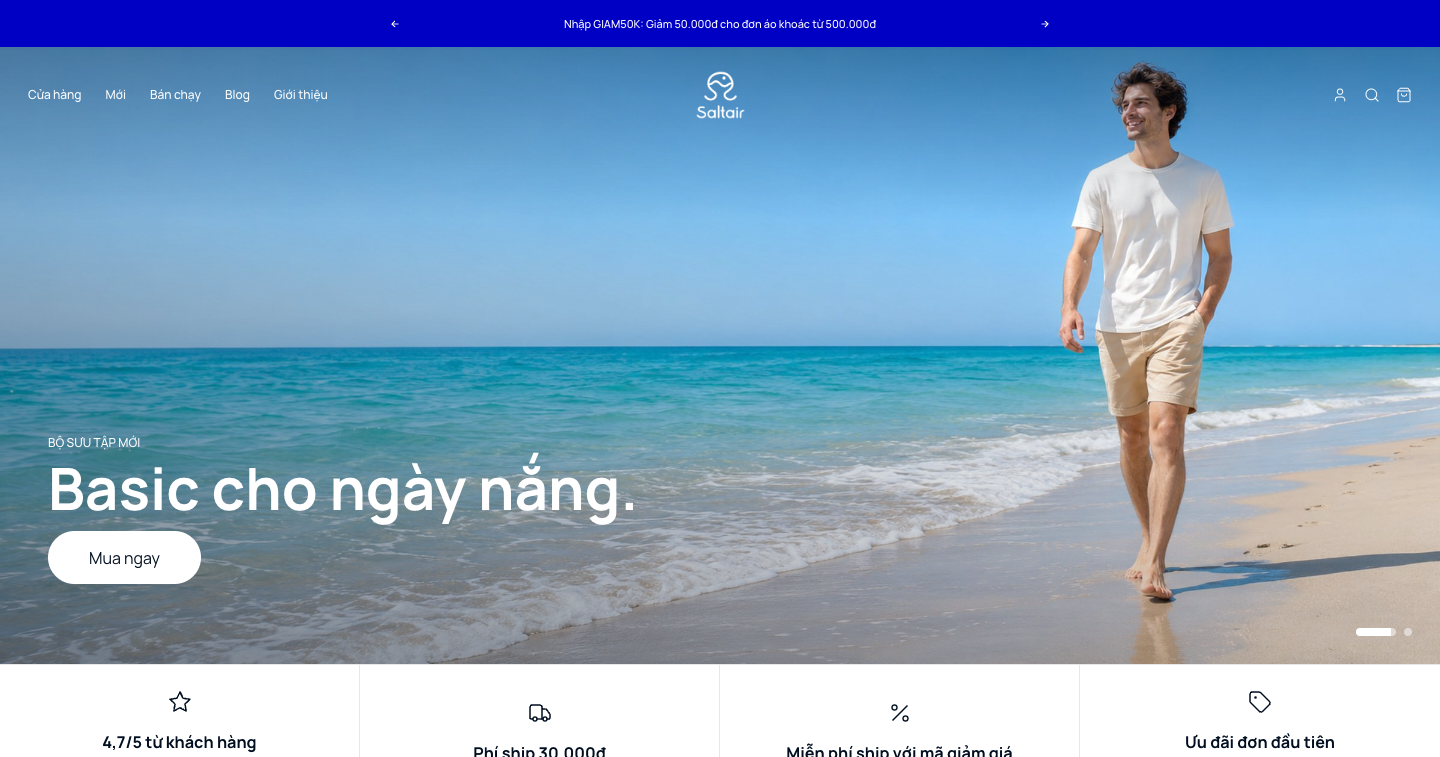 Nhập GIAM50K: Giảm 50.000đ cho đơn áo khoác từ 500.000đ
Cửa hàng
Mới
Bán chạy
Blog
Giới thiệu
Saltair
BỘ SƯU TẬP MỚI
Basic cho ngày nắng.
Mua ngay
4,7/5 từ khách hàng
Phí ship 30.000đ
Miễn phí ship với mã giảm giá
Ưu đãi đơn đầu tiên